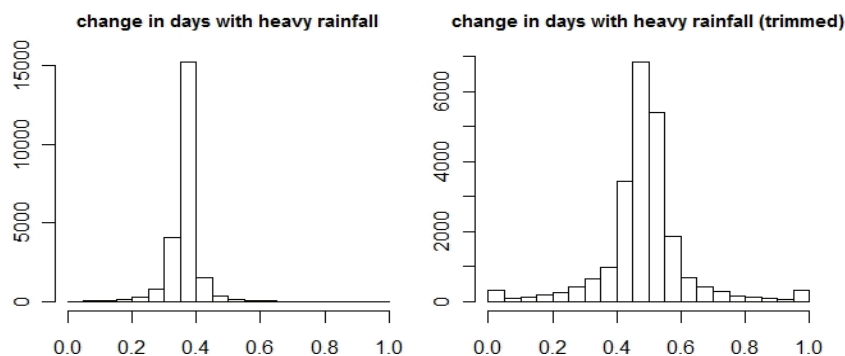 change in days with heavy rainfall
15000
10000
5000
0
0.0 0.2 0.4 0.6 0.8 1.0
change in days with heavy rainfall (trimmed)
6000
4000
2000
0
0.0 0.2 0.4 0.6 0.8 1.0